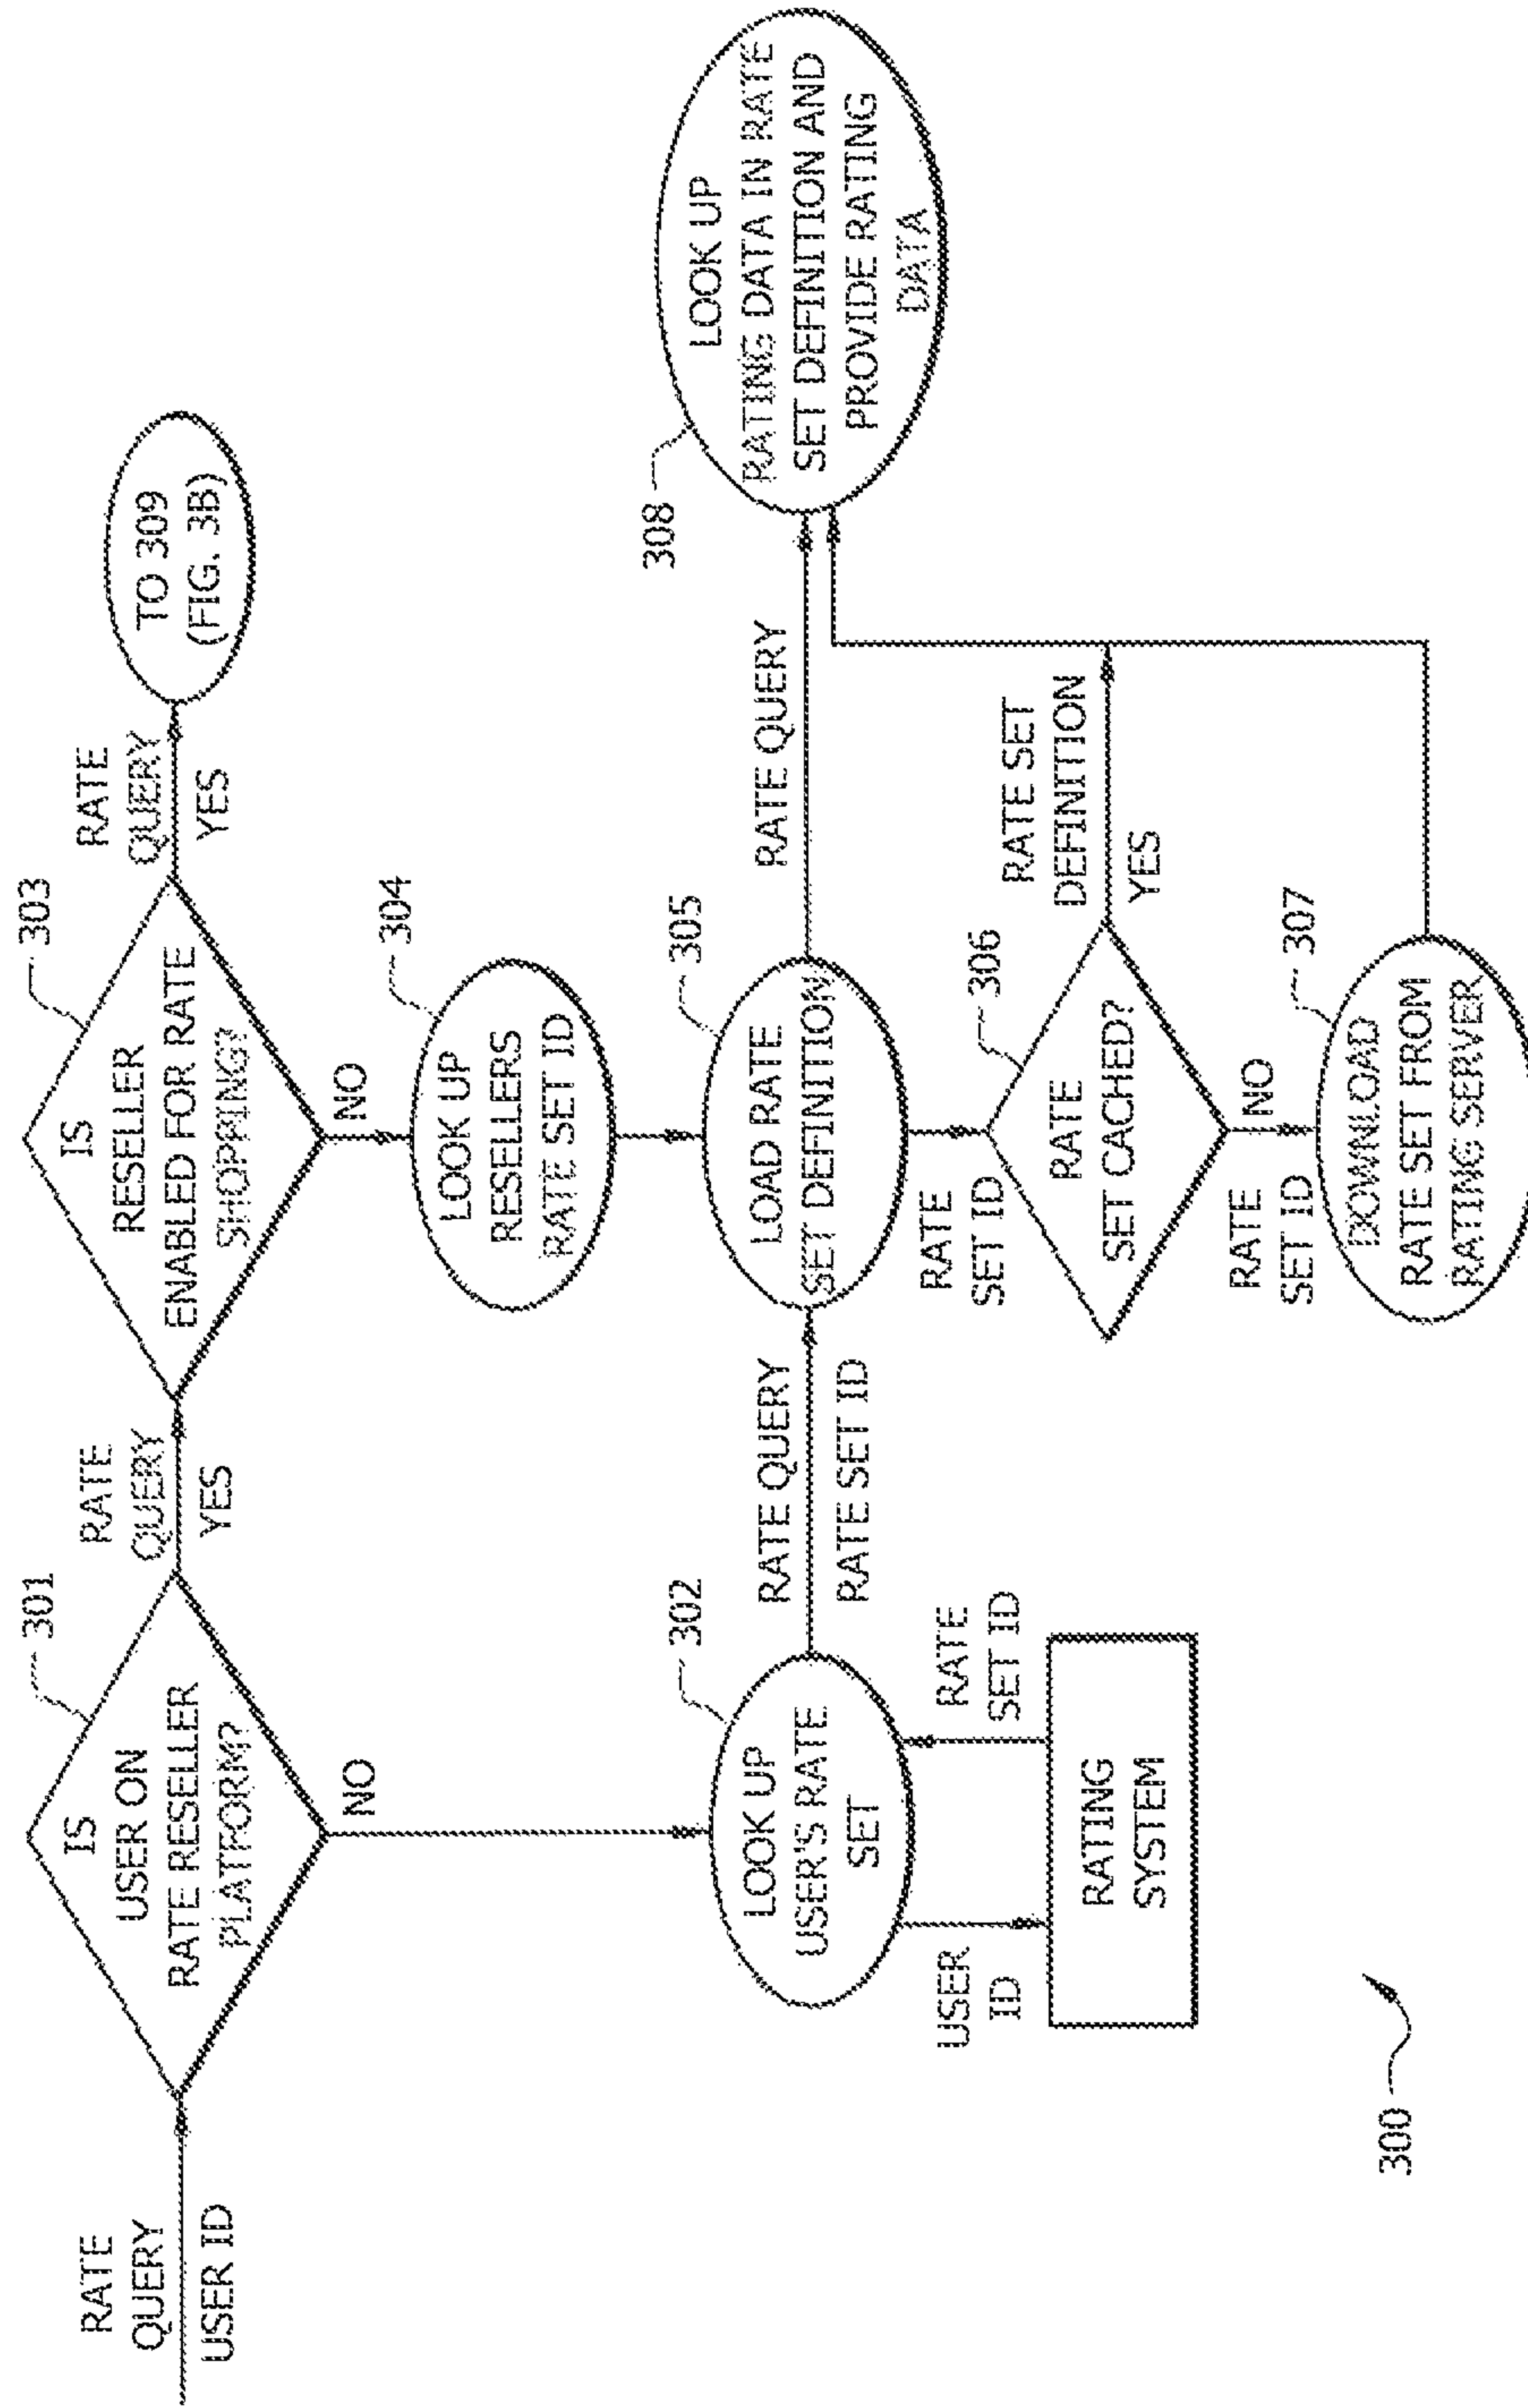 RATE
QUERY
USER ID
301
IS
USER ON
RATE RESELLER
PLATFORM?
RATE
QUERY
YES
NO
303
IS
RESELLER
ENABLED FOR RATE
SHOPPING?
RATE
QUERY
YES
TO 309
(FIG. 3B)
NO
304
LOOK UP
RESELLERS
RATE SET ID
302
LOOK UP
USER'S RATE
SET
USER
ID
RATE
SET ID
RATING
SYSTEM
RATE QUERY
RATE SET ID
305
LOAD RATE
SET DEFINITION
RATE QUERY
308
LOOK UP
RATING DATA IN RATE
SET DEFINITION AND
PROVIDE RATING
DATA
RATE
SET ID
306
RATE
SET CACHED?
RATE SET
DEFINITION
YES
RATE
SET ID
NO
307
DOWNLOAD
RATE SET FROM
RATING SERVER
300